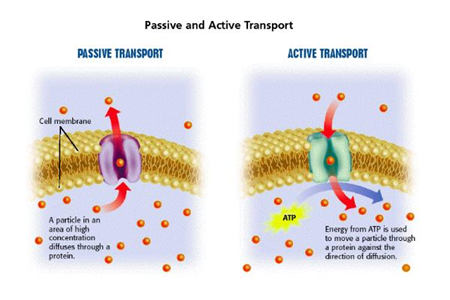 Passive and Active Transport
PASSIVE TRANSPORT
Cell membrane
A particle in an
area of high
concentration
diffuses through a
protein.
ACTIVE TRANSPORT
ATP
Energy from ATP is used
to move a particle through
a protein against the
direction of diffusion.